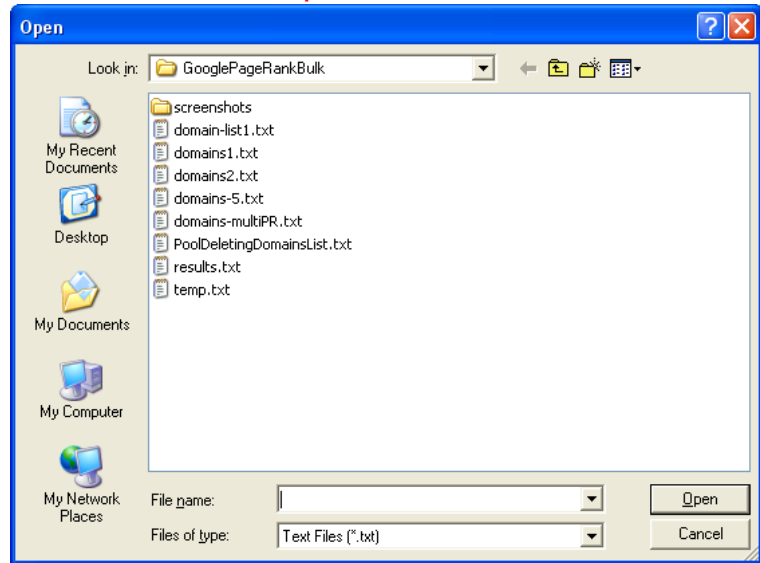 Open
Look in:
GooglePageRankBulk
screenshots
domain-list1.txt
domains1.txt
domains2.txt
domains-5.txt
domains-multiPR.txt
PoolDeletingDomainsList.txt
results.txt
temp.txt
My Recent
Documents
Desktop
My Documents
My Computer
My Network
Places
File name:
Open
Files of type:
Text Files (*.txt)
Cancel